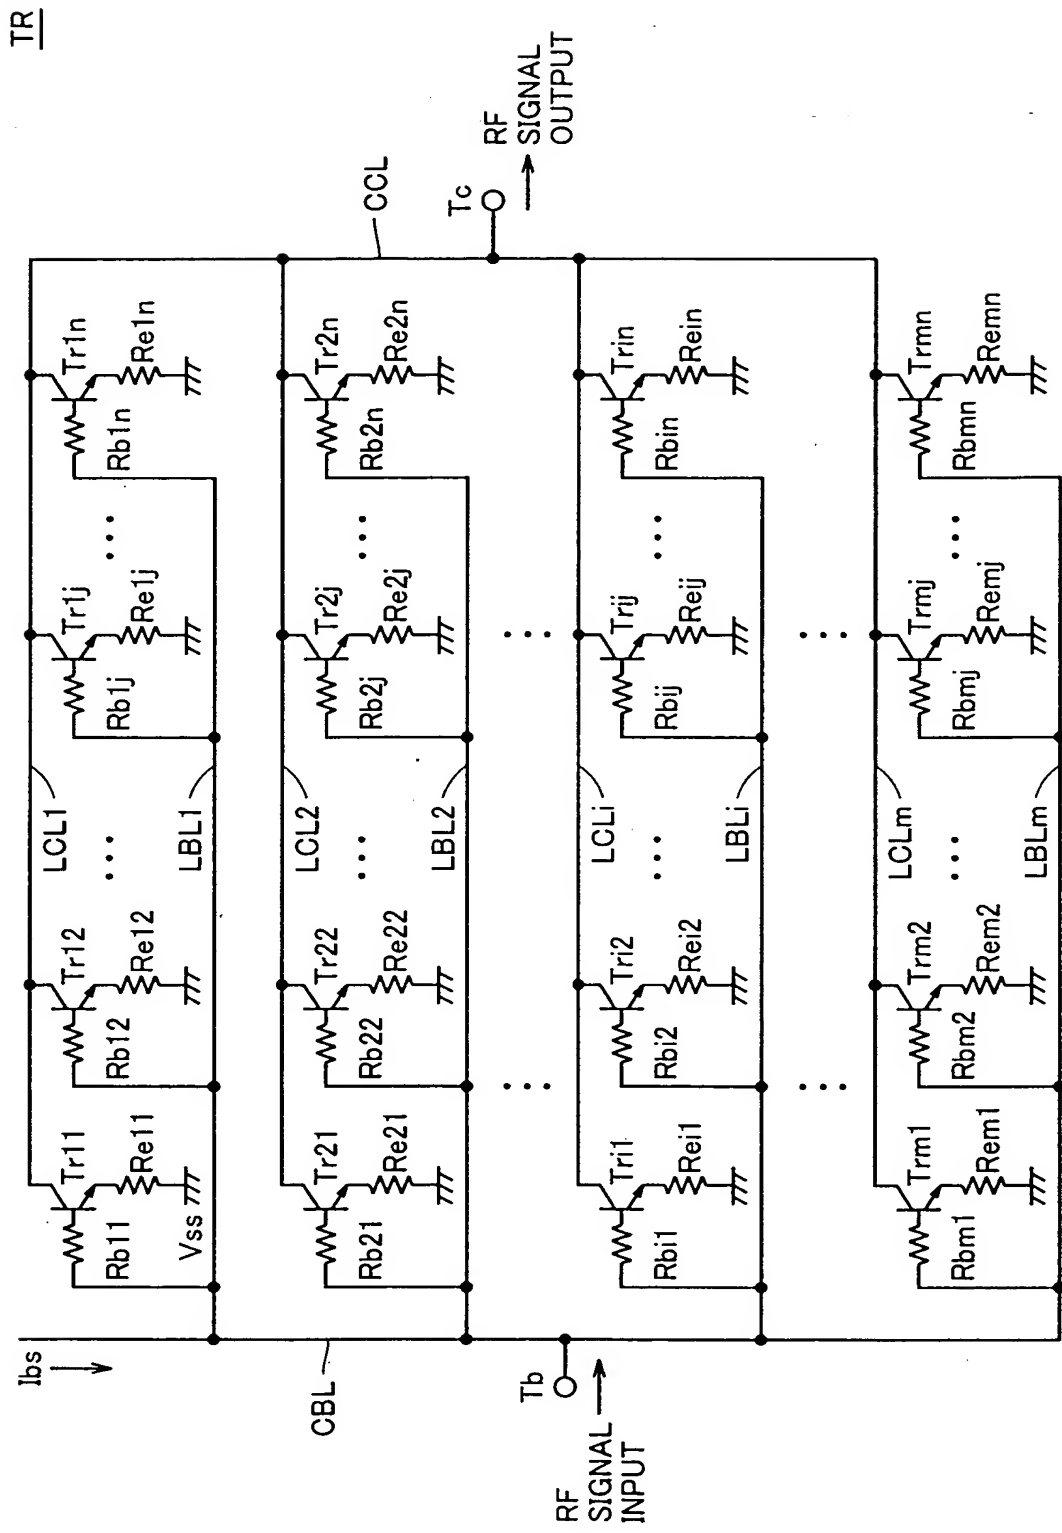 TR
Ibs
CBL
Tb
RF
SIGNAL
INPUT
CCL
Tc
RF
SIGNAL
OUTPUT
LCL1
Tr11
Tr12
Tr1j
Tr1n
Rb11
Re11
Rb12
Re12
Rb1j
Re1j
Rb1n
Re1n
Vss
LBL1
LCL2
Tr21
Tr22
Tr2j
Tr2n
Rb21
Re21
Rb22
Re22
Rb2j
Re2j
Rb2n
Re2n
LBL2
LCLi
Tri1
Tri2
Trij
Trin
Rbi1
Rei1
Rbi2
Rei2
Rbij
Reij
Rbin
Rein
LBLi
LCLm
Trm1
Trm2
Trmj
Trmn
Rbm1
Rem1
Rbm2
Rem2
Rbmj
Remj
Rbmn
Remn
LBLm